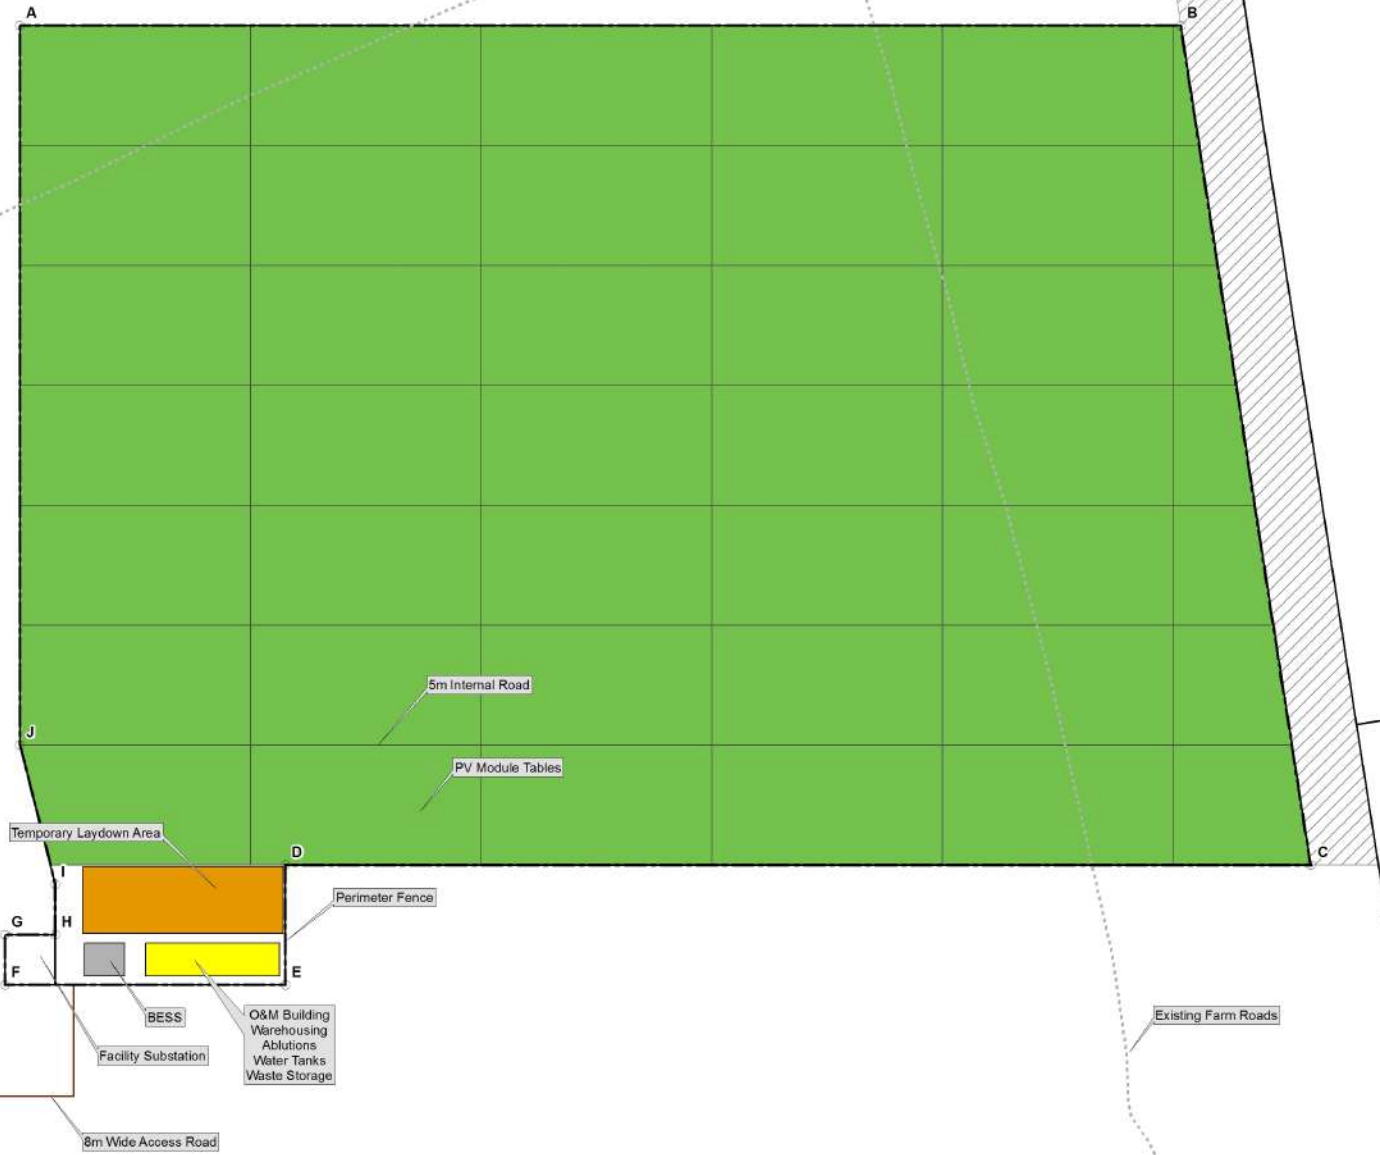 A
B
5m Internal Road
J
PV Module Tables
Temporary Laydown Area
D
C
I
Perimeter Fence
G
H
F
E
BESS
O&M Building
Warehousing
Ablutions
Water Tanks
Waste Storage
Existing Farm Roads
Facility Substation
8m Wide Access Road